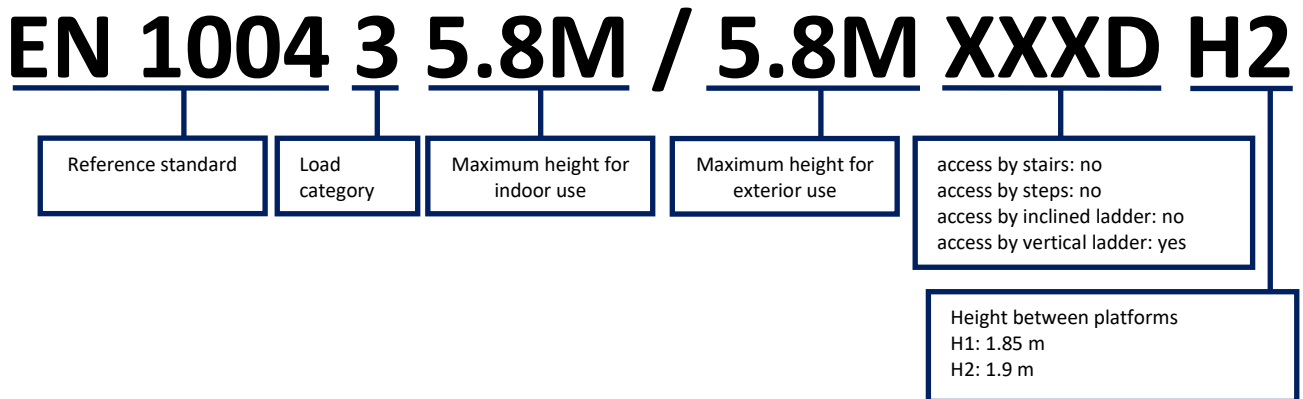 EN 1004 3 5.8M / 5.8M XXXD H2
Reference standard
Load
category
Maximum height for
indoor use
Maximum height for
exterior use
access by stairs: no
access by steps: no
access by inclined ladder: no
access by vertical ladder: yes
Height between platforms
H1: 1.85 m
H2: 1.9 m